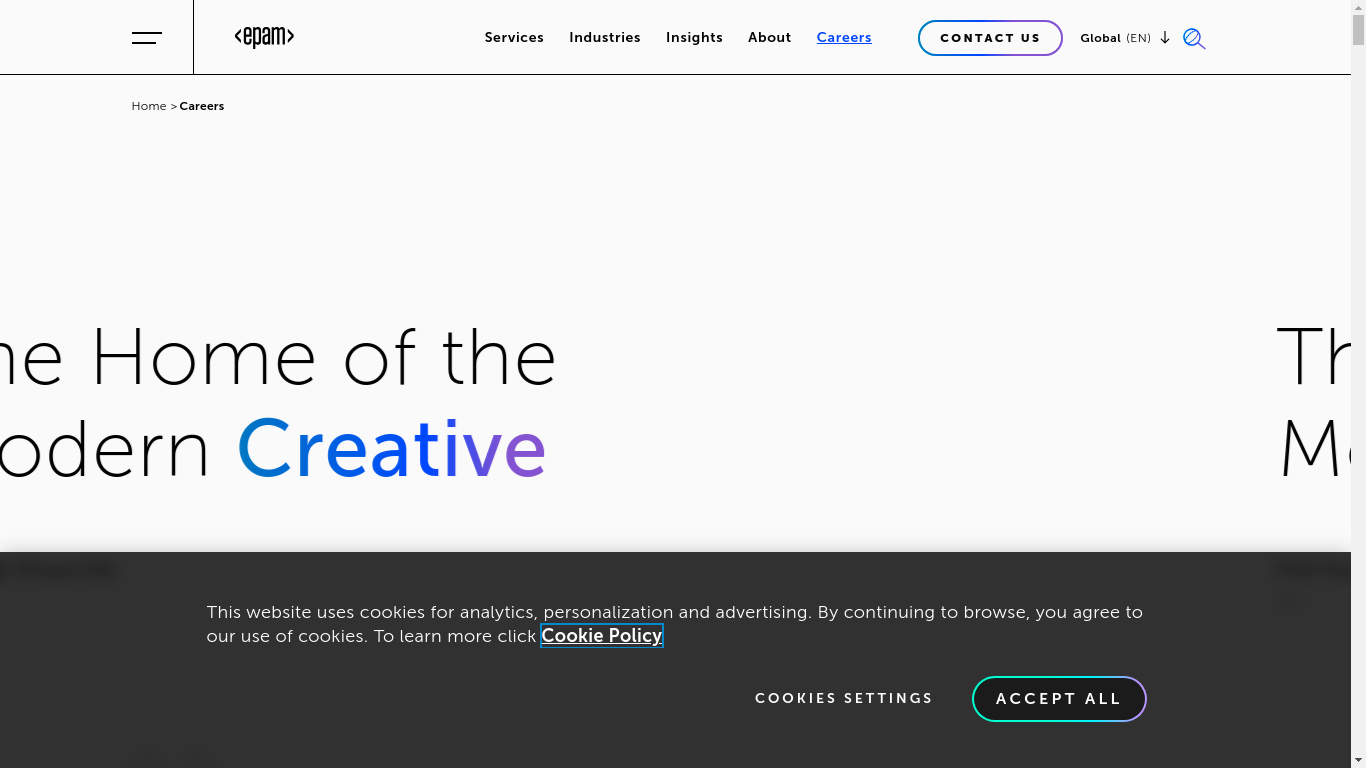 <epam>
Services
Industries
Insights
About
Careers
CONTACT US
Global (EN)
Home > Careers
ne Home of the
odern Creative
Th
Mo
This website uses cookies for analytics, personalization and advertising. By continuing to browse, you agree to
our use of cookies. To learn more click Cookie Policy
COOKIES SETTINGS
ACCEPT ALL